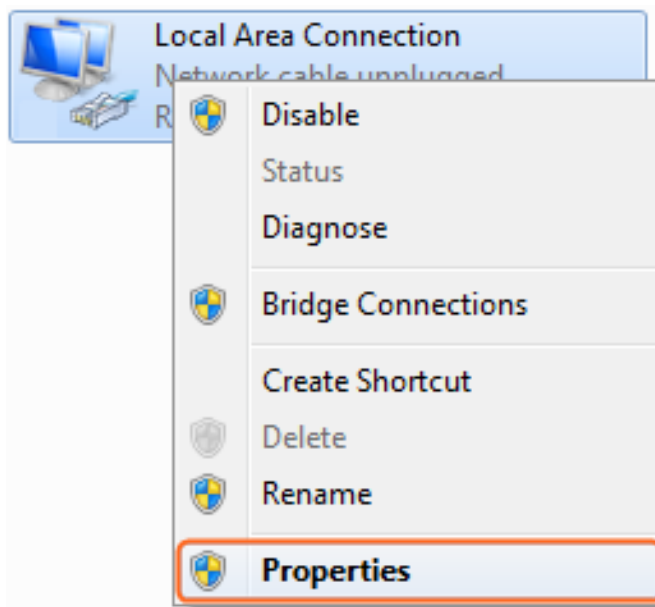 Local Area Connection
Network cable unplugged
R
Disable
Status
Diagnose
Bridge Connections
Create Shortcut
Delete
Rename
Properties